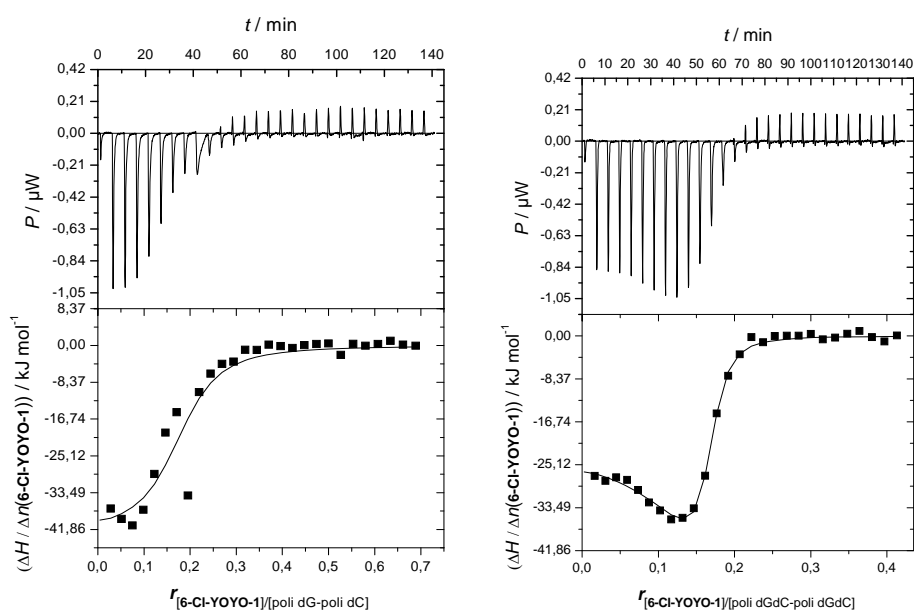 t / min
0 20 40 60 80 100 120 140
0,42
0,21
0,00
-0,21
-0,42
-0,63
-0,84
-1,05
P / µW
8.37
0.00
-8.37
-16.74
-25.12
-33.49
-41.86
(ΔH / Δn(6-Cl-YOYO-1)) / kJ mol-1
0,0 0,1 0,2 0,3 0,4 0,5 0,6 0,7
r[6-Cl-YOYO-1]/[poli dG-poli dC]
t / min
0 10 20 30 40 50 60 70 80 90 100 110 120 130 140
0,42
0,21
0,00
-0,21
-0,42
-0,63
-0,84
-1,05
P / µW
0.00
-8.37
-16.74
-25.12
-33.49
-41.86
(ΔH / Δn(6-Cl-YOYO-1)) / kJ mol-1
0,0 0,1 0,2 0,3 0,4
r[6-Cl-YOYO-1]/[poli dGdC-poli dGdC]